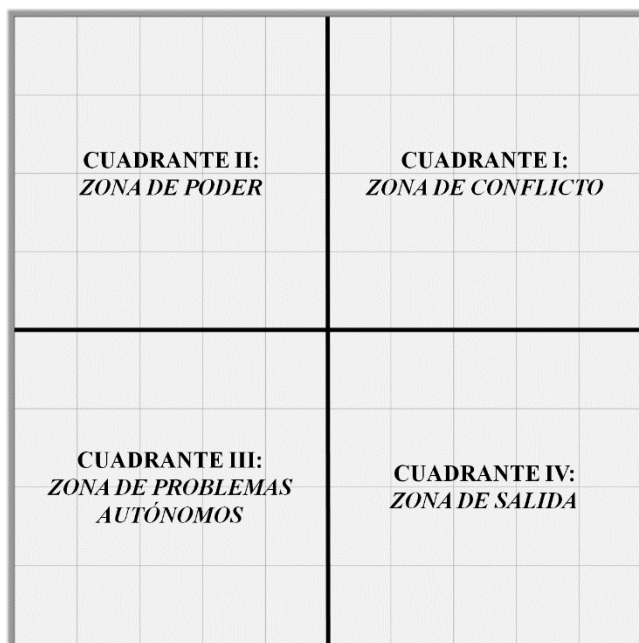 CUADRANTE II:
ZONA DE PODER
CUADRANTE I:
ZONA DE CONFLICTO
CUADRANTE III:
ZONA DE PROBLEMAS
AUTÓNOMOS
CUADRANTE IV:
ZONA DE SALIDA